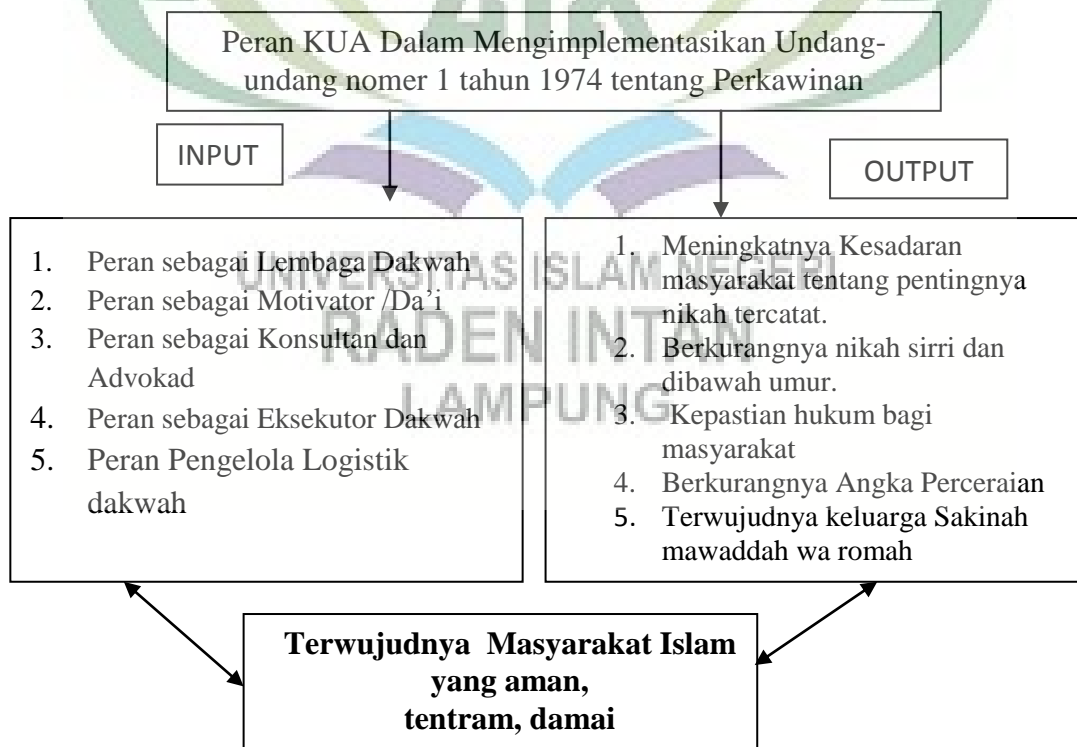 Peran KUA Dalam Mengimplementasikan Undang-
undang nomer 1 tahun 1974 tentang Perkawinan
INPUT
OUTPUT
1. Peran sebagai Lembaga Dakwah
2. Peran sebagai Motivator /Da’i
3. Peran sebagai Konsultan dan
Advokad
4. Peran sebagai Eksekutor Dakwah
5. Peran Pengelola Logistik
dakwah
1. Meningkatnya Kesadaran
masyarakat tentang pentingnya
nikah tercatat.
2. Berkurangnya nikah sirri dan
dibawah umur.
3. Kepastian hukum bagi
masyarakat
4. Berkurangnya Angka Perceraian
5. Terwujudnya keluarga Sakinah
mawaddah wa romah
UNIVERSITAS ISLAM NEGERI
RADEN INTAN
LAMPUNG
Terwujudnya Masyarakat Islam
yang aman,
tentram, damai